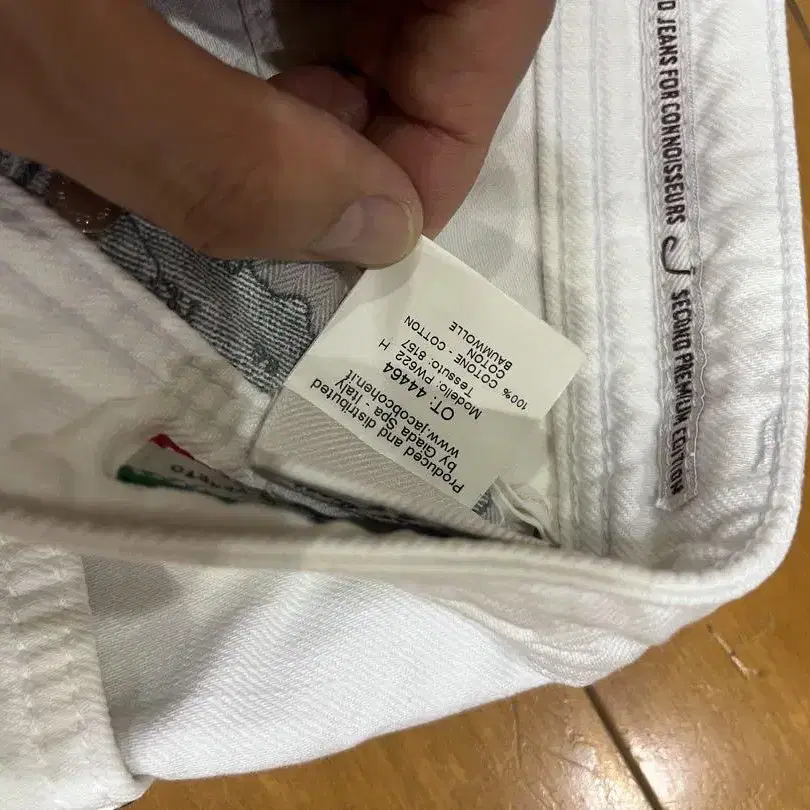 Produced and distributed
by Giada Spa - Italy
www.jacobcohen.it
OT: 44464
Modello: PW622 H
Tessuto: 8157
100% COTONE - COTTON
COTON
BAUMWOLLE
D JEANS FOR CONNOISSEURS J SECOND PREMIUM EDITION